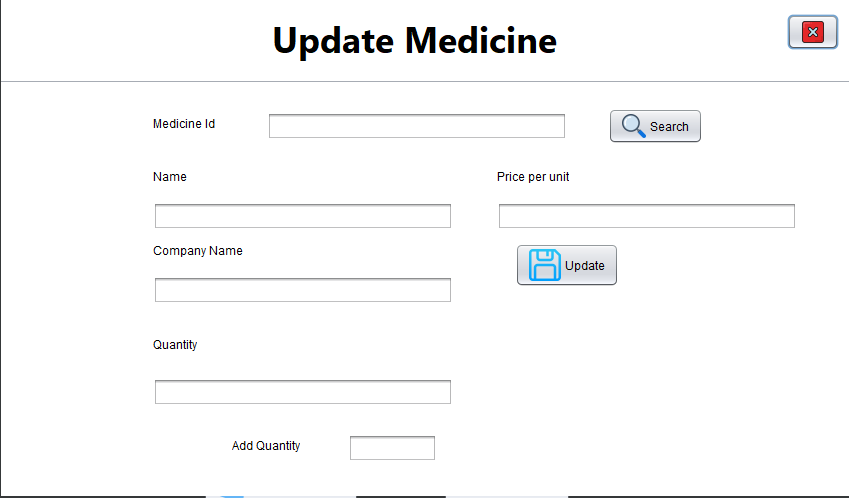 Update Medicine
Medicine Id
Search
Name
Price per unit
Company Name
Update
Quantity
Add Quantity